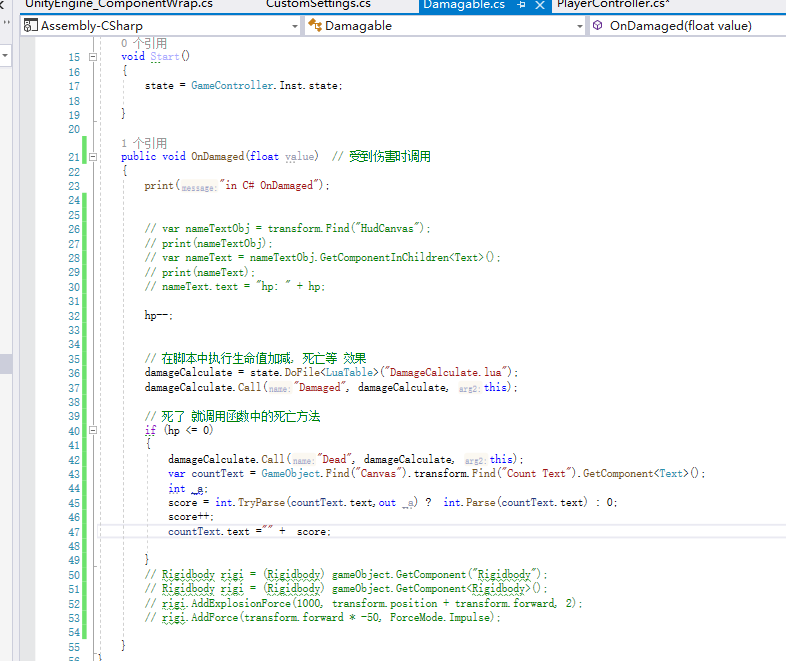 UnityEngine_ComponentWrap.cs CustomSettings.cs Damagable.cs PlayerController.cs*
Assembly-CSharp Damagable OnDamaged(float value)
0 个引用
15 void Start()
16 {
17 state = GameController.Inst.state;
18
19 }
20
1 个引用
21 public void OnDamaged(float value) // 受到伤害时调用
22 {
23 print(message:"in C# OnDamaged");
24
25
26 // var nameTextObj = transform.Find("HudCanvas");
27 // print(nameTextObj);
28 // var nameText = nameTextObj.GetComponentInChildren<Text>();
29 // print(nameText);
30 // nameText.text = "hp: " + hp;
31
32 hp--;
33
34
35 // 在脚本中执行生命值加减, 死亡等 效果
36 damageCalculate = state.DoFile<LuaTable>("DamageCalculate.lua");
37 damageCalculate.Call(name:"Damaged", damageCalculate, arg2:this);
38
39 // 死了 就调用函数中的死亡方法
40 if (hp <= 0)
41 {
42 damageCalculate.Call(name:"Dead", damageCalculate, arg2:this);
43 var countText = GameObject.Find("Canvas").transform.Find("Count Text").GetComponent<Text>();
44 int _a;
45 score = int.TryParse(countText.text,out _a) ? int.Parse(countText.text) : 0;
46 score++;
47 countText.text ="" + score;
48
49 }
50 // Rigidbody rigi = (Rigidbody) gameObject.GetComponent("Rigidbody");
51 // Rigidbody rigi = (Rigidbody) gameObject.GetComponent<Rigidbody>();
52 // rigi.AddExplosionForce(1000, transform.position + transform.forward, 2);
53 // rigi.AddForce(transform.forward * -50, ForceMode.Impulse);
54
55 }
56 }